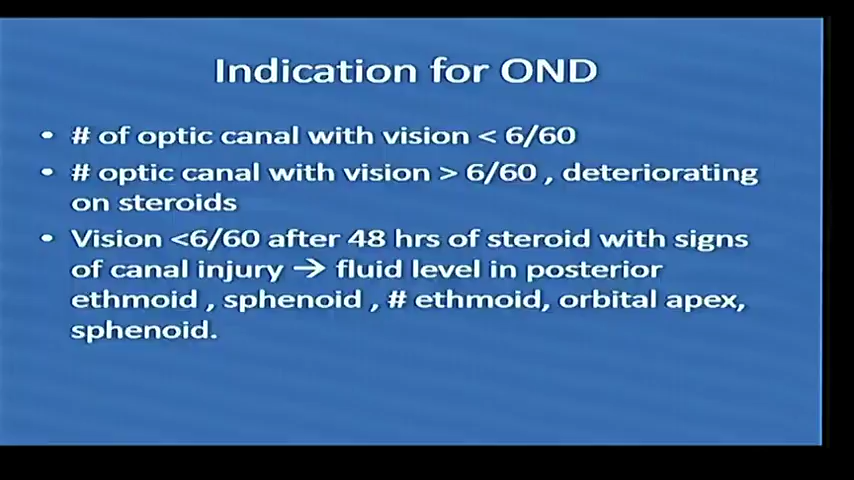 Indication for OND
• # of optic canal with vision < 6/60
• # optic canal with vision > 6/60 , deteriorating
on steroids
• Vision <6/60 after 48 hrs of steroid with signs
of canal injury → fluid level in posterior
ethmoid , sphenoid , # ethmoid, orbital apex,
sphenoid.